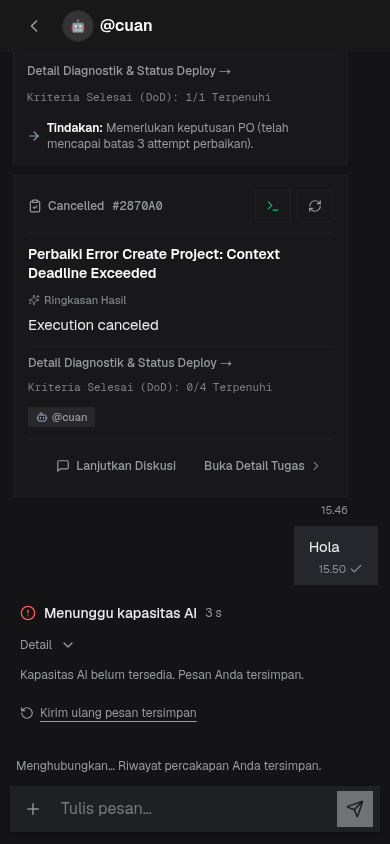 @cuan
Detail Diagnostik & Status Deploy →
Kriteria Selesai (DoD): 1/1 Terpenuhi
→ Tindakan: Memerlukan keputusan PO (telah
mencapai batas 3 attempt perbaikan).
Cancelled #2870A0
Perbaiki Error Create Project: Context
Deadline Exceeded
Ringkasan Hasil
Execution canceled
Detail Diagnostik & Status Deploy →
Kriteria Selesai (DoD): 0/4 Terpenuhi
@cuan
Lanjutkan Diskusi Buka Detail Tugas
15.46
Hola
15.50
Menunggu kapasitas AI 3 s
Detail
Kapasitas AI belum tersedia. Pesan Anda tersimpan.
Kirim ulang pesan tersimpan
Menghubungkan... Riwayat percakapan Anda tersimpan.
Tulis pesan...